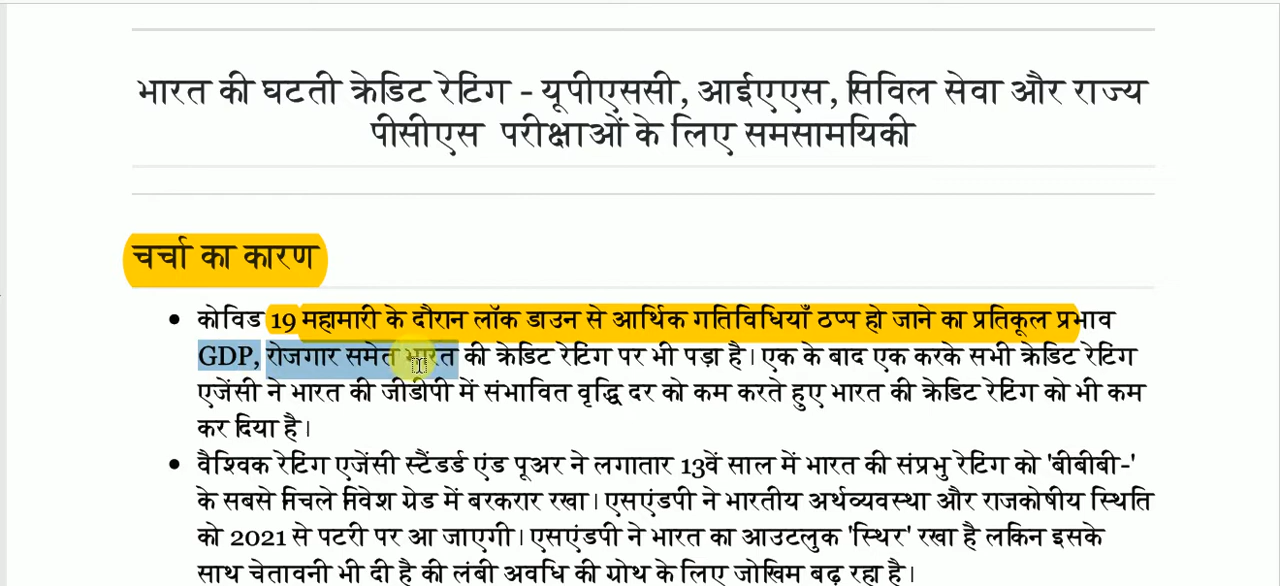 भारत की घटती क्रेडिट रेटिंग - यूपीएससी, आईएएस, सिविल सेवा और राज्य
पीसीएस परीक्षाओं के लिए समसामयिकी
चर्चा का कारण
• कोविड 19 महामारी के दौरान लॉक डाउन से आर्थिक गतिविधियाँ ठप्प हो जाने का प्रतिकूल प्रभाव
GDP, रोजगार समेत भारत की क्रेडिट रेटिंग पर भी पड़ा है। एक के बाद एक करके सभी क्रेडिट रेटिंग
एजेंसी ने भारत की जीडीपी में संभावित वृद्धि दर को कम करते हुए भारत की क्रेडिट रेटिंग को भी कम
कर दिया है।
• वैश्विक रेटिंग एजेंसी स्टैंडर्ड एंड पूअर ने लगातार 13वें साल में भारत की संप्रभु रेटिंग को 'बीबीबी-'
के सबसे निचले निवेश ग्रेड में बरकरार रखा। एसएंडपी ने भारतीय अर्थव्यवस्था और राजकोषीय स्थिति
को 2021 से पटरी पर आ जाएगी। एसएंडपी ने भारत का आउटलुक 'स्थिर' रखा है लकिन इसके
साथ चेतावनी भी दी है की लंबी अवधि की ग्रोथ के लिए जोखिम बढ़ रहा है।